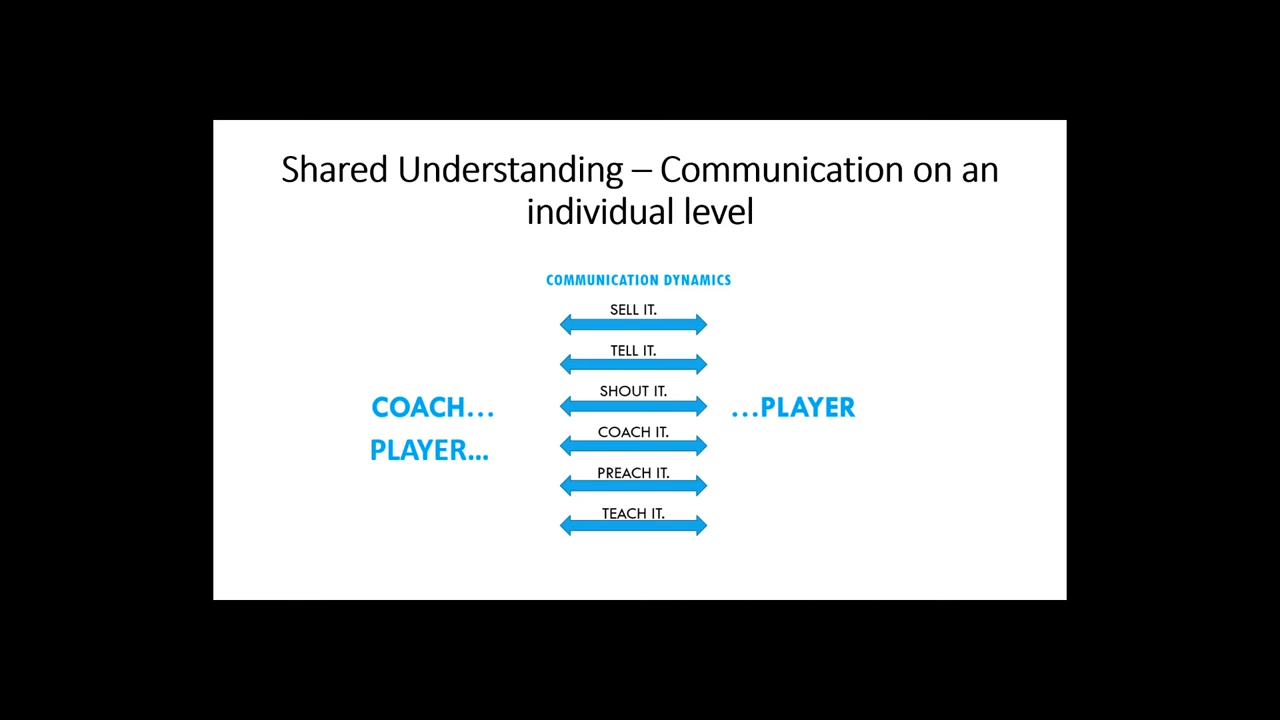 Shared Understanding – Communication on an
individual level
COMMUNICATION DYNAMICS
SELL IT.
TELL IT.
SHOUT IT.
COACH...
...PLAYER
COACH IT.
PLAYER...
PREACH IT.
TEACH IT.